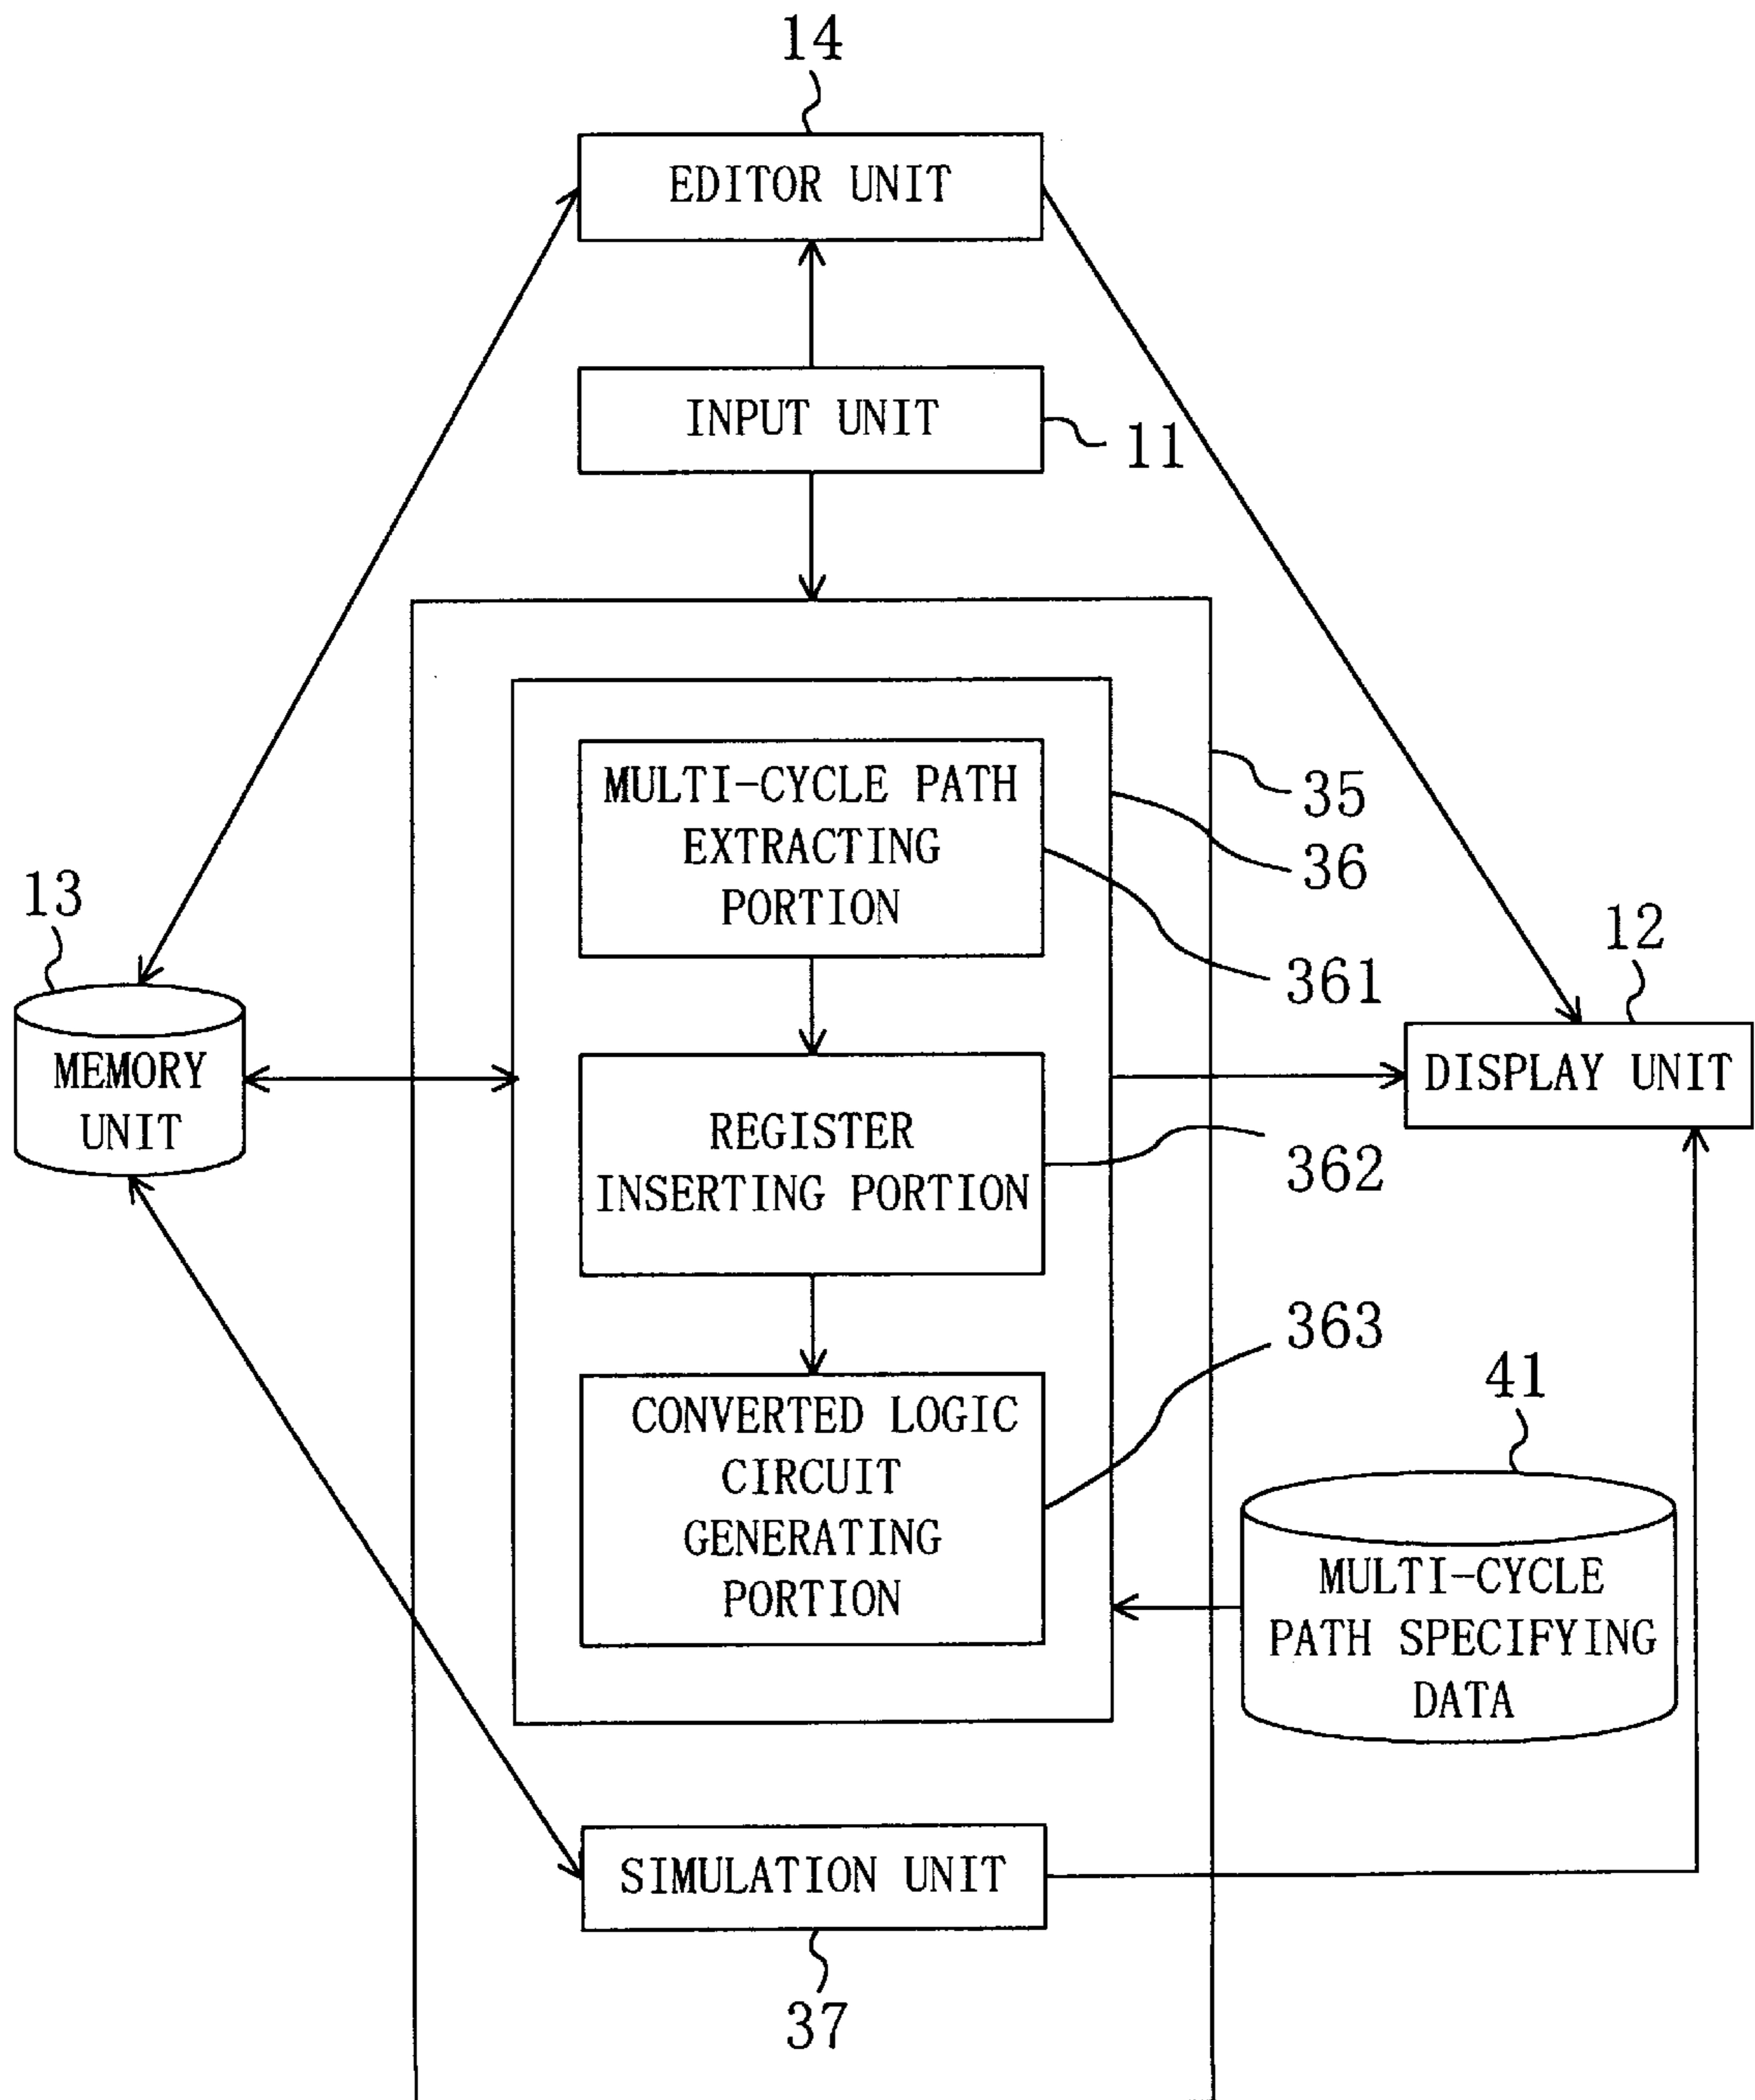 14
EDITOR UNIT
INPUT UNIT
11
MULTI-CYCLE PATH
EXTRACTING
PORTION
35
36
361
13
MEMORY
UNIT
12
DISPLAY UNIT
REGISTER
INSERTING PORTION
362
363
CONVERTED LOGIC
CIRCUIT
GENERATING
PORTION
41
MULTI-CYCLE
PATH SPECIFYING
DATA
SIMULATION UNIT
37